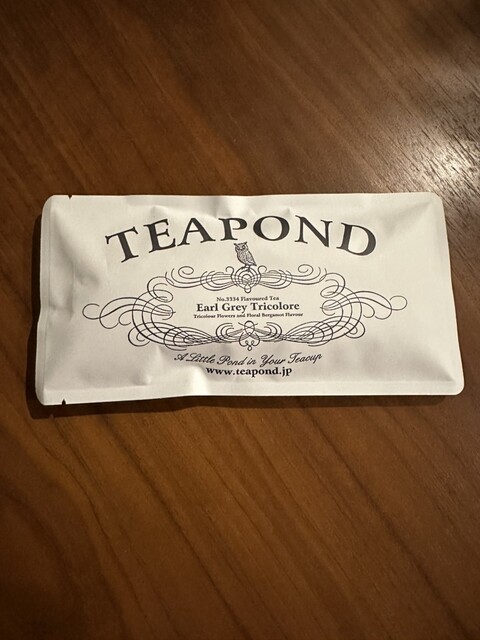 TEAPOND
No.3334 Flavoured Tea
Earl Grey Tricolore
Tricolour Flowers and Floral Bergamot Flavour
A Little Pond in Your Teacup
www.teapond.jp